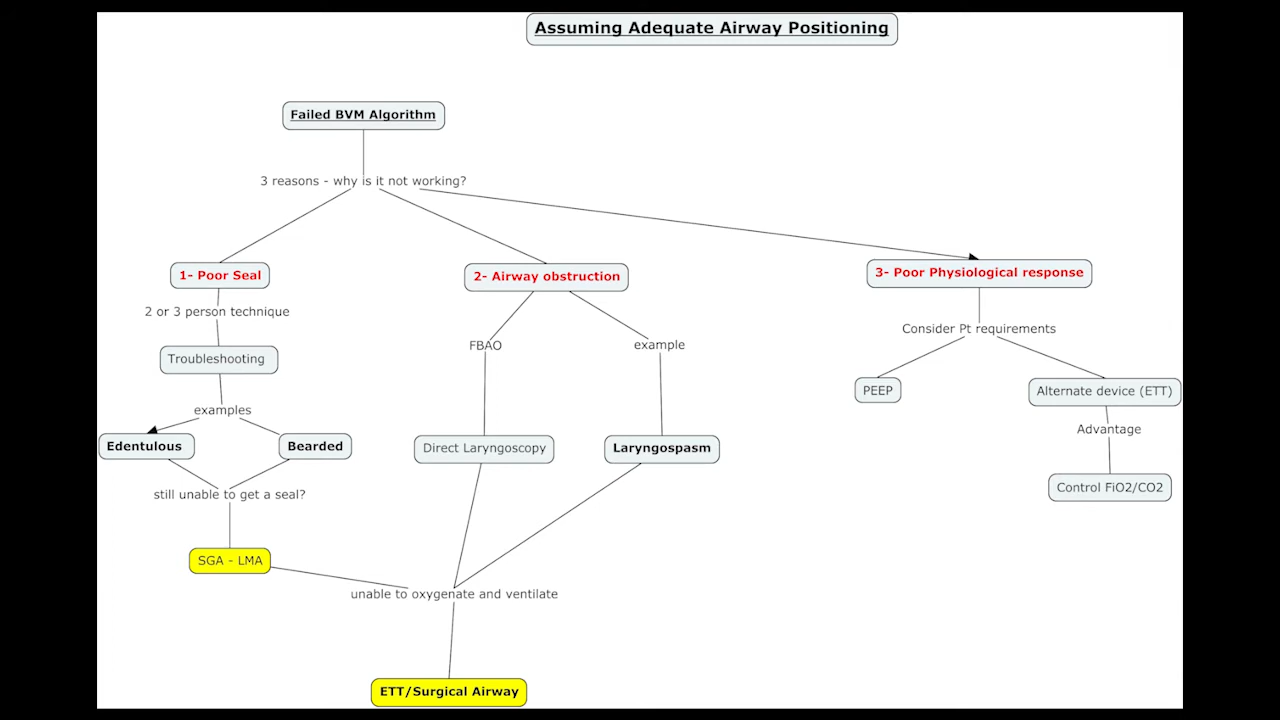 Assuming Adequate Airway Positioning
Failed BVM Algorithm
3 reasons - why is it not working?
1- Poor Seal
2- Airway obstruction
3- Poor Physiological response
2 or 3 person technique
Consider Pt requirements
FBAO
example
Troubleshooting
PEEP
Alternate device (ETT)
examples
Advantage
Edentulous
Bearded
Direct Laryngoscopy
Laryngospasm
Control FiO2/CO2
still unable to get a seal?
SGA - LMA
unable to oxygenate and ventilate
ETT/Surgical Airway